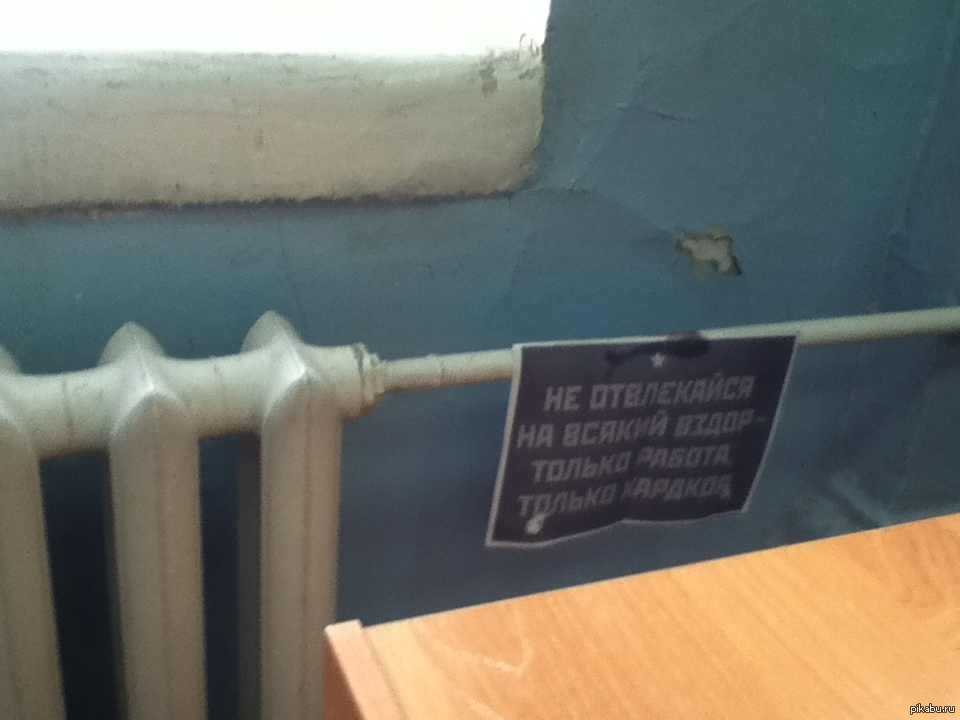 НЕ ОТВЛЕКАЙСЯ
НА ВСЯКИЙ ВЗДОР-
ТОЛЬКО РАБОТА,
ТОЛЬКО ХАРДКОР
pikabu.ru